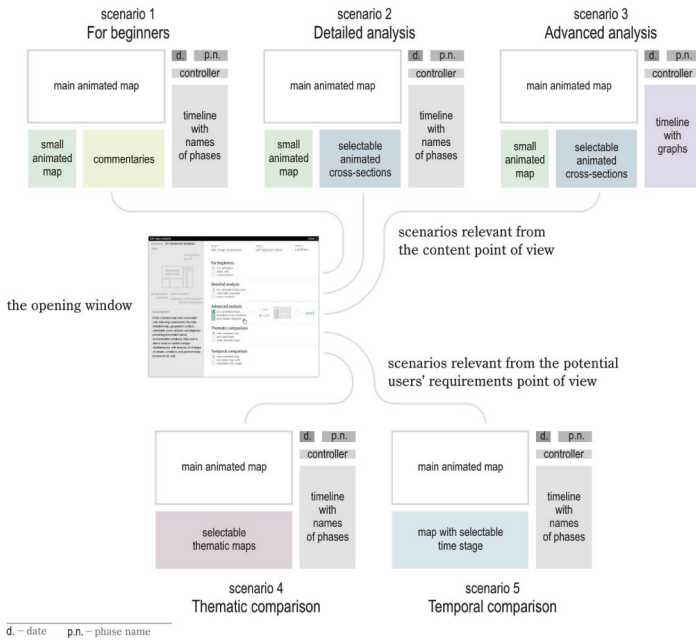 scenario 1
For beginners
d. p.n.
controller
main animated map
timeline
with
names
of phases
small
animated
map
commentaries
scenario 2
Detailed analysis
d. p.n.
controller
main animated map
timeline
with
names
of phases
small
animated
map
selectable
animated
cross-sections
scenario 3
Advanced analysis
d. p.n.
controller
main animated map
timeline
with
graphs
small
animated
map
selectable
animated
cross-sections
scenarios relevant from
the content point of view
the opening window
For beginners
Detailed analysis
Advanced analysis
Thematic comparison
Temporal comparison
scenarios relevant from the potential
users' requirements point of view
d. p.n.
controller
main animated map
timeline
with
names
of phases
selectable
thematic maps
scenario 4
Thematic comparison
d. p.n.
controller
main animated map
timeline
with
names
of phases
map with selectable
time stage
scenario 5
Temporal comparison
d. – date p.n. – phase name